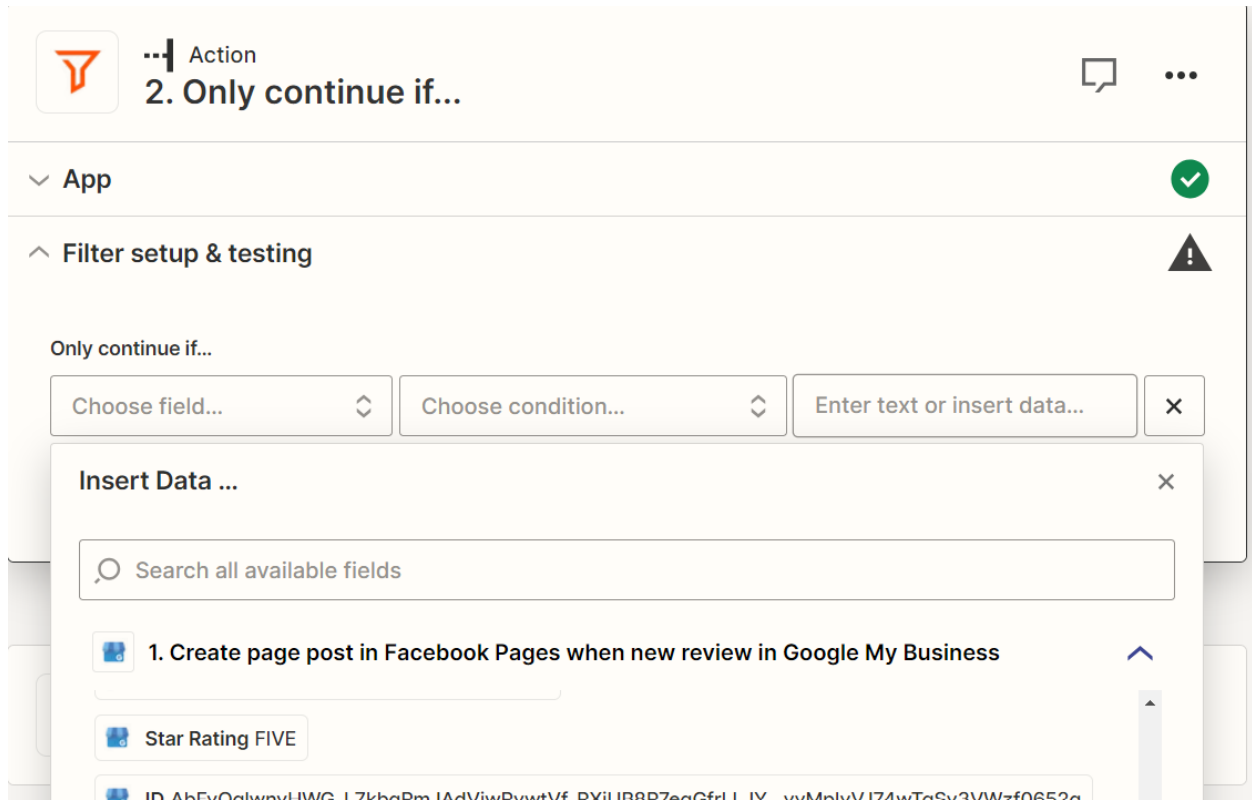 Action
2. Only continue if...
App
Filter setup & testing
Only continue if...
Choose field... Choose condition... Enter text or insert data...
Insert Data ...
Search all available fields
1. Create page post in Facebook Pages when new review in Google My Business
Star Rating FIVE
ID